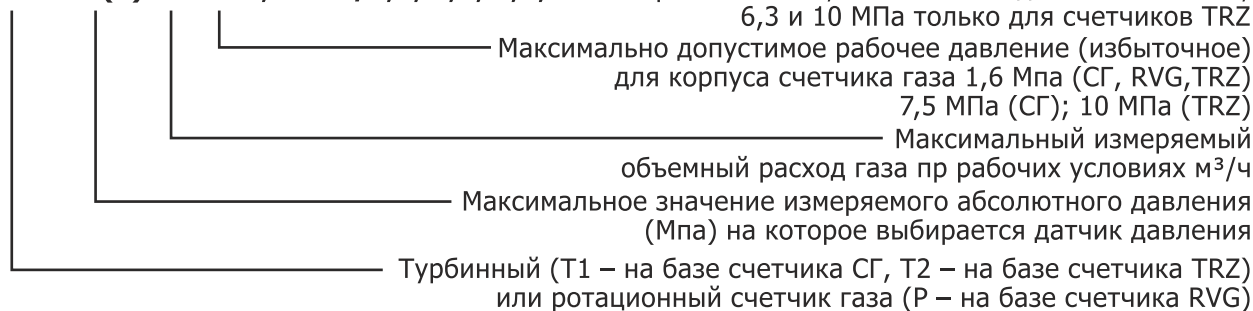 6,3 и 10 МПа только для счетчиков TRZ
Максимально допустимое рабочее давление (избыточное)
для корпуса счетчика газа 1,6 Мпа (СГ, RVG,TRZ)
7,5 МПа (СГ); 10 МПа (TRZ)
Максимальный измеряемый
объемный расход газа пр рабочих условиях м³/ч
Максимальное значение измеряемого абсолютного давления
(Мпа) на которое выбирается датчик давления
Турбинный (Т1 – на базе счетчика СГ, Т2 – на базе счетчика TRZ)
или ротационный счетчик газа (Р – на базе счетчика RVG)